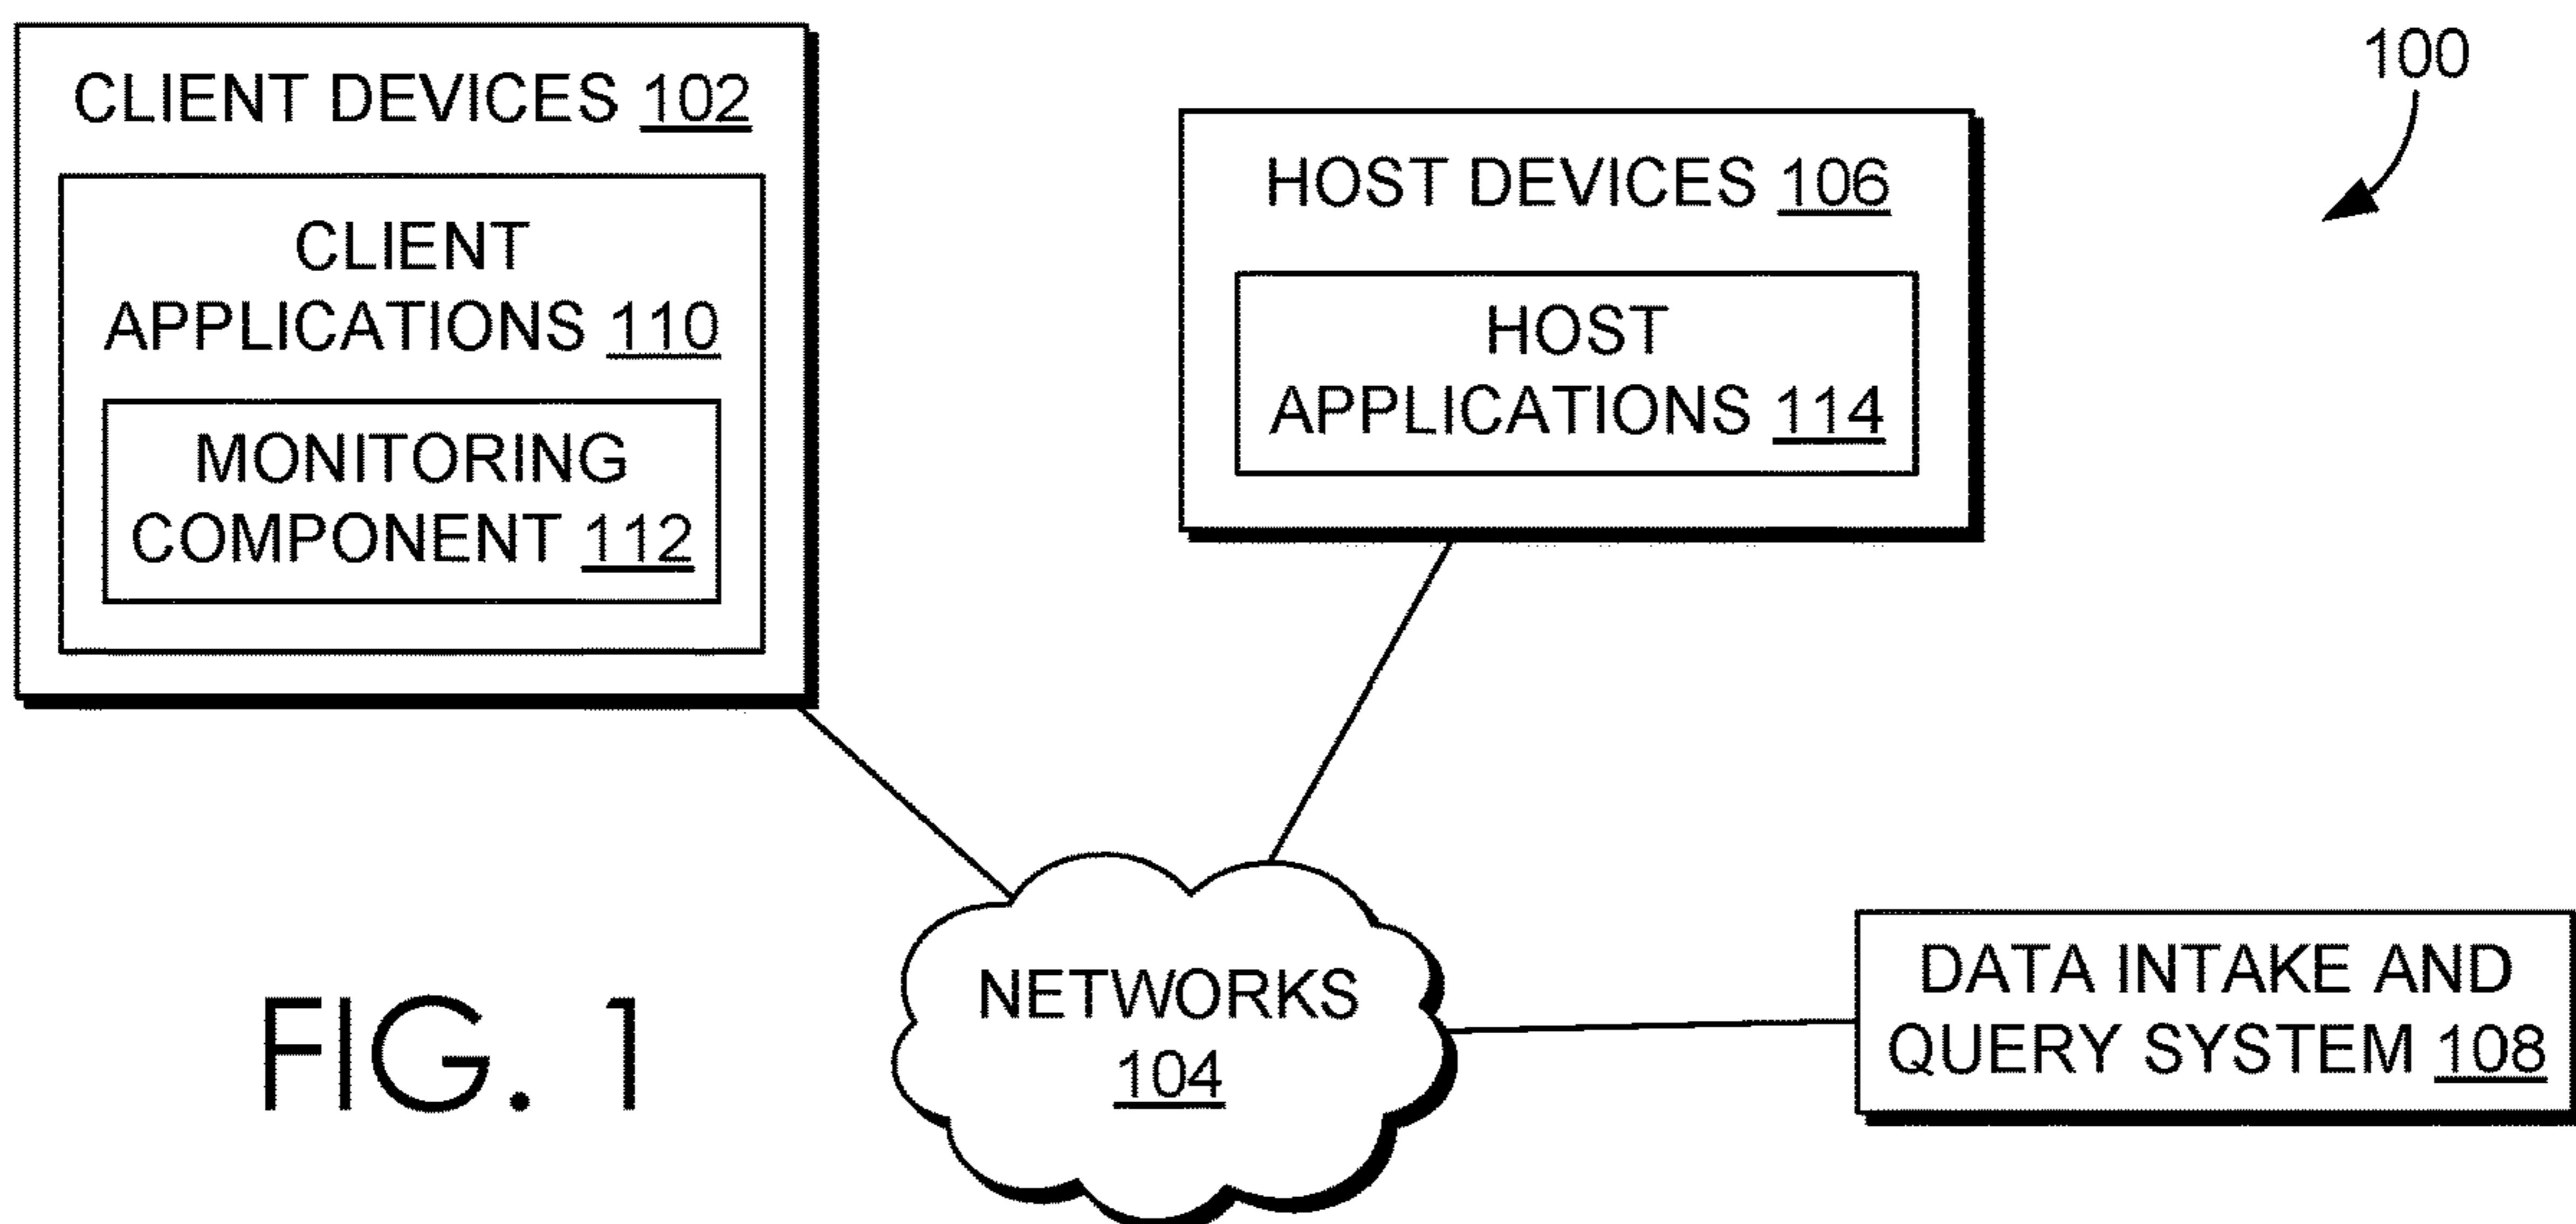 CLIENT DEVICES 102
CLIENT
APPLICATIONS 110
MONITORING
COMPONENT 112
HOST DEVICES 106
HOST
APPLICATIONS 114
100
NETWORKS
104
DATA INTAKE AND
QUERY SYSTEM 108
FIG. 1